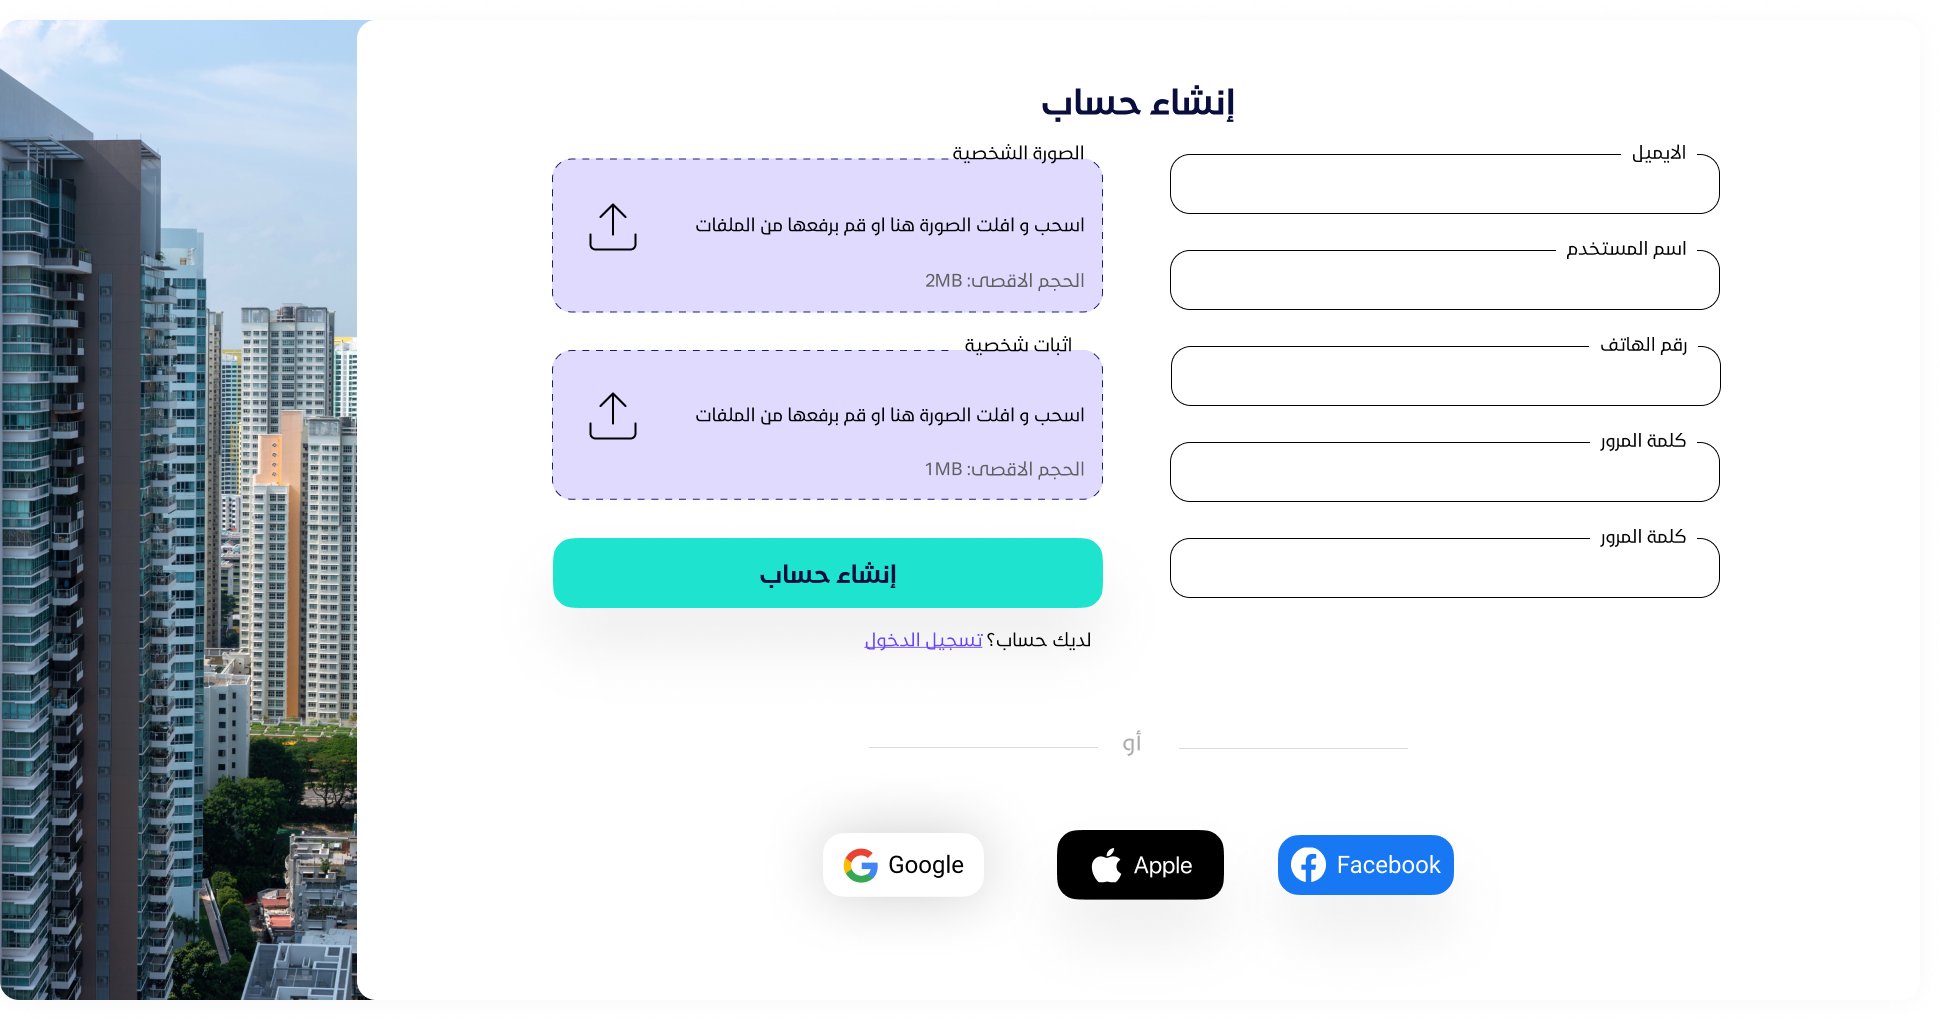 إنشاء حساب
الايميل
اسم المستخدم
رقم الهاتف
كلمة المرور
كلمة المرور
الصورة الشخصية
اسحب و افلت الصورة هنا او قم برفعها من الملفات
الحجم الاقصى: 2MB
اثبات شخصية
اسحب و افلت الصورة هنا او قم برفعها من الملفات
الحجم الاقصى: 1MB
إنشاء حساب
لديك حساب؟ تسجيل الدخول
أو
Google
Apple
Facebook